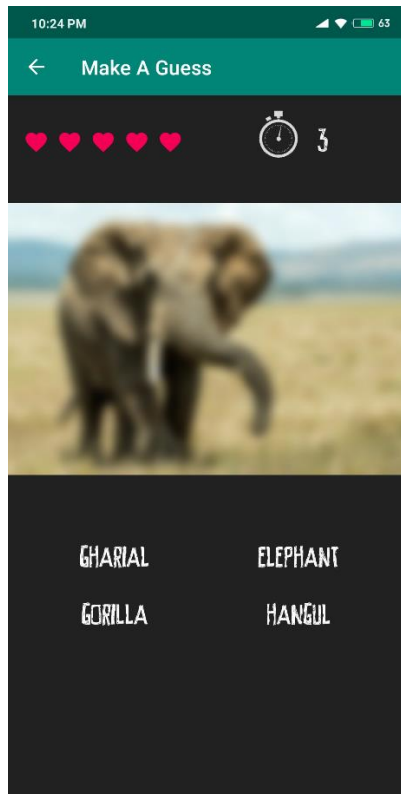 10:24 PM 63
Make A Guess
3
GHARIAL ELEPHANT
GORILLA HANGUL